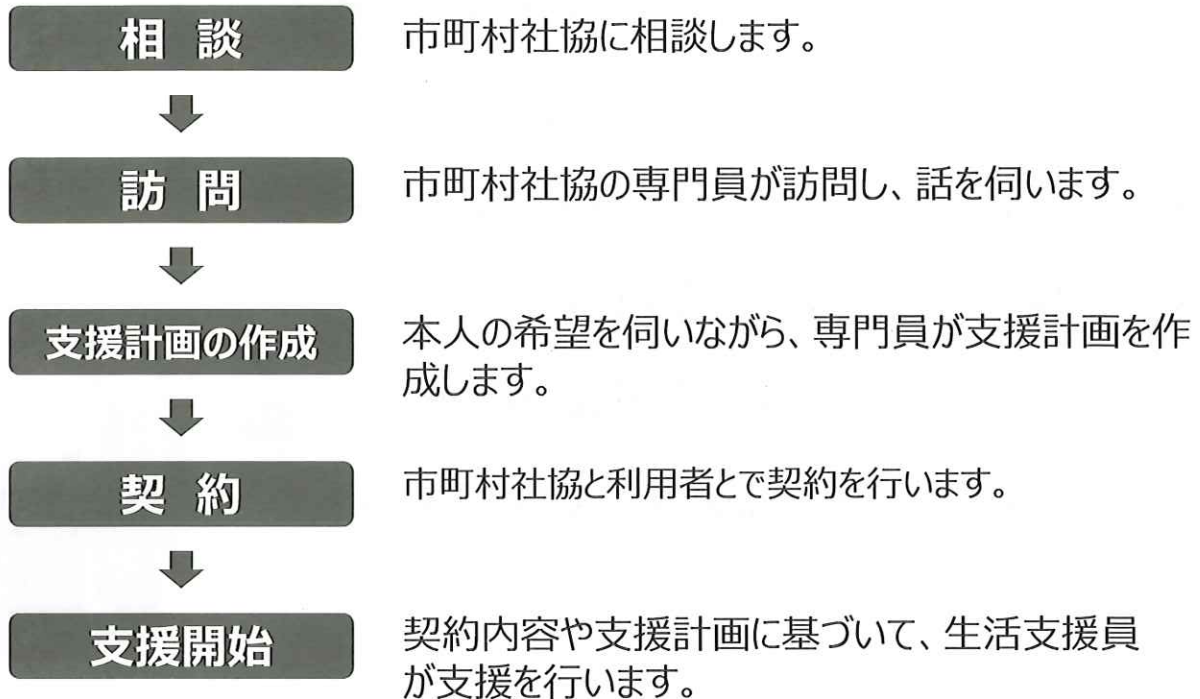 相 談
市町村社協に相談します。
訪 問
市町村社協の専門員が訪問し、話を伺います。
支援計画の作成
本人の希望を伺いながら、専門員が支援計画を作
成します。
契 約
市町村社協と利用者とで契約を行います。
支援開始
契約内容や支援計画に基づいて、生活支援員
が支援を行います。